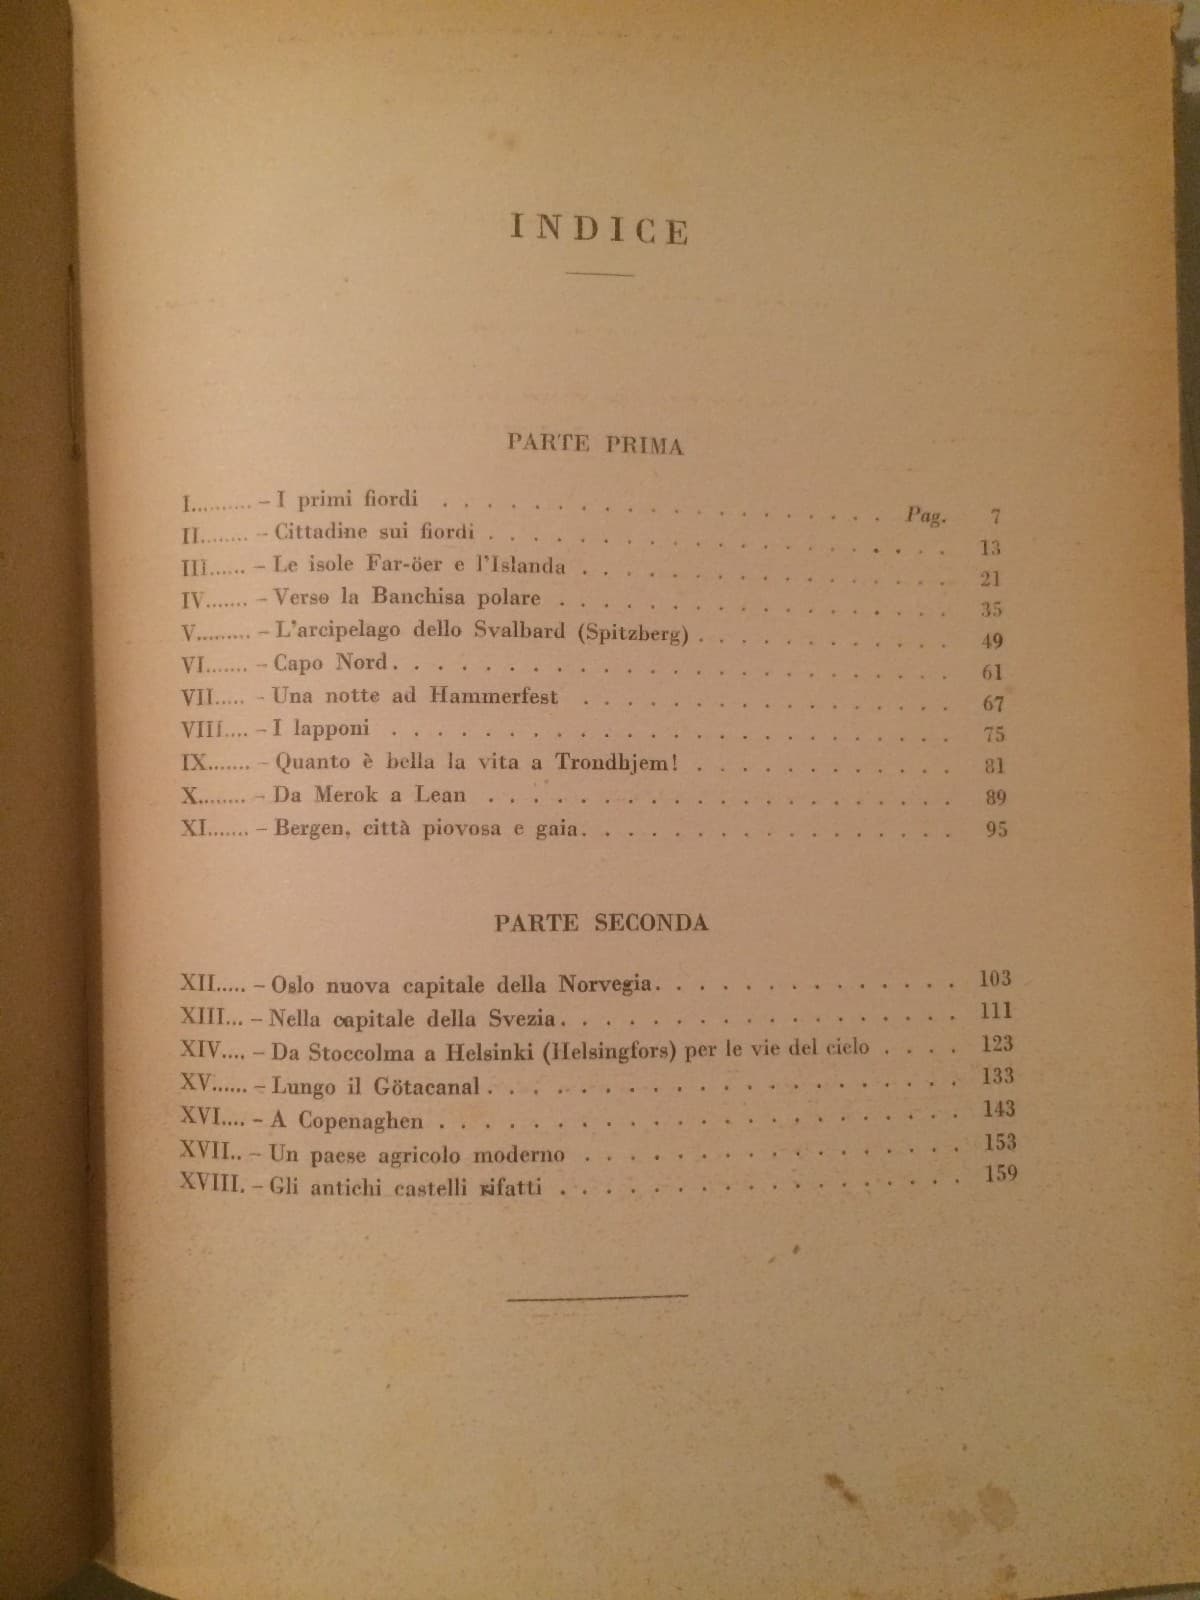 INDICE
PARTE PRIMA
I.......... – I primi fiordi . . . . . . . . . . . . . . . . . . . Pag. 7
II........ – Cittadine sui fiordi . . . . . . . . . . . . . . . . . . 13
III...... – Le isole Far-öer e l'Islanda . . . . . . . . . . . . . . . 21
IV....... – Verso la Banchisa polare . . . . . . . . . . . . . . . 35
V......... – L'arcipelago dello Svalbard (Spitzberg) . . . . . . . . . . . 49
VI....... – Capo Nord . . . . . . . . . . . . . . . . . . . . 61
VII..... - Una notte ad Hammerfest . . . . . . . . . . . . . . . 67
VIII.... – I lapponi . . . . . . . . . . . . . . . . . . . . 75
IX....... – Quanto è bella la vita a Trondhjem! . . . . . . . . . . . 81
X........ – Da Merok a Lean . . . . . . . . . . . . . . . . . 89
XI....... – Bergen, città piovosa e gaia . . . . . . . . . . . . . . . 95
PARTE SECONDA
XII..... – Oslo nuova capitale della Norvegia . . . . . . . . . . . . . 103
XIII... – Nella capitale della Svezia . . . . . . . . . . . . . . . . 111
XIV.... – Da Stoccolma a Helsinki (Helsingfors) per le vie del cielo . . . . 123
XV...... – Lungo il Götacanal . . . . . . . . . . . . . . . . . . 133
XVI.... – A Copenaghen . . . . . . . . . . . . . . . . . . 143
XVII.. – Un paese agricolo moderno . . . . . . . . . . . . . . . 153
XVIII. – Gli antichi castelli rifatti . . . . . . . . . . . . . . . . 159